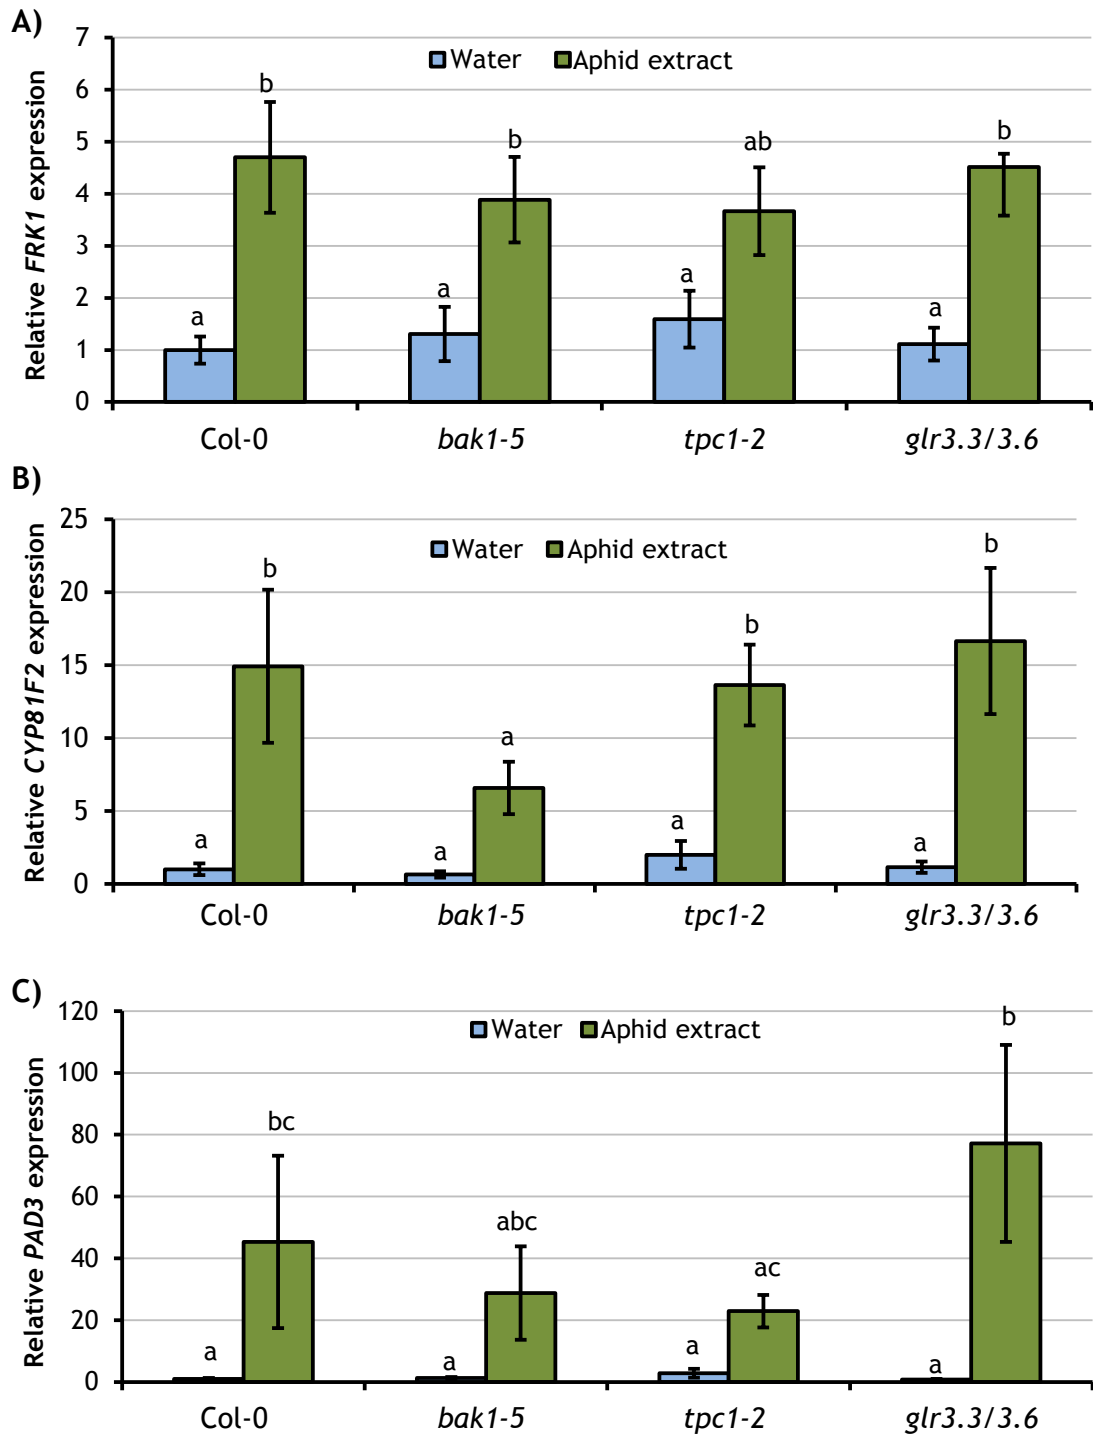 A)
Relative FRK1 expression
7
6
5
4
3
2
1
0
Water Aphid extract
a b a b a ab a b
Col-0 bak1-5 tpc1-2 glr3.3/3.6
B)
Relative CYP81F2 expression
25
20
15
10
5
0
Water Aphid extract
a b a a a b a b
Col-0 bak1-5 tpc1-2 glr3.3/3.6
C)
Relative PAD3 expression
120
100
80
60
40
20
0
Water Aphid extract
a bc a abc a ac a b
Col-0 bak1-5 tpc1-2 glr3.3/3.6